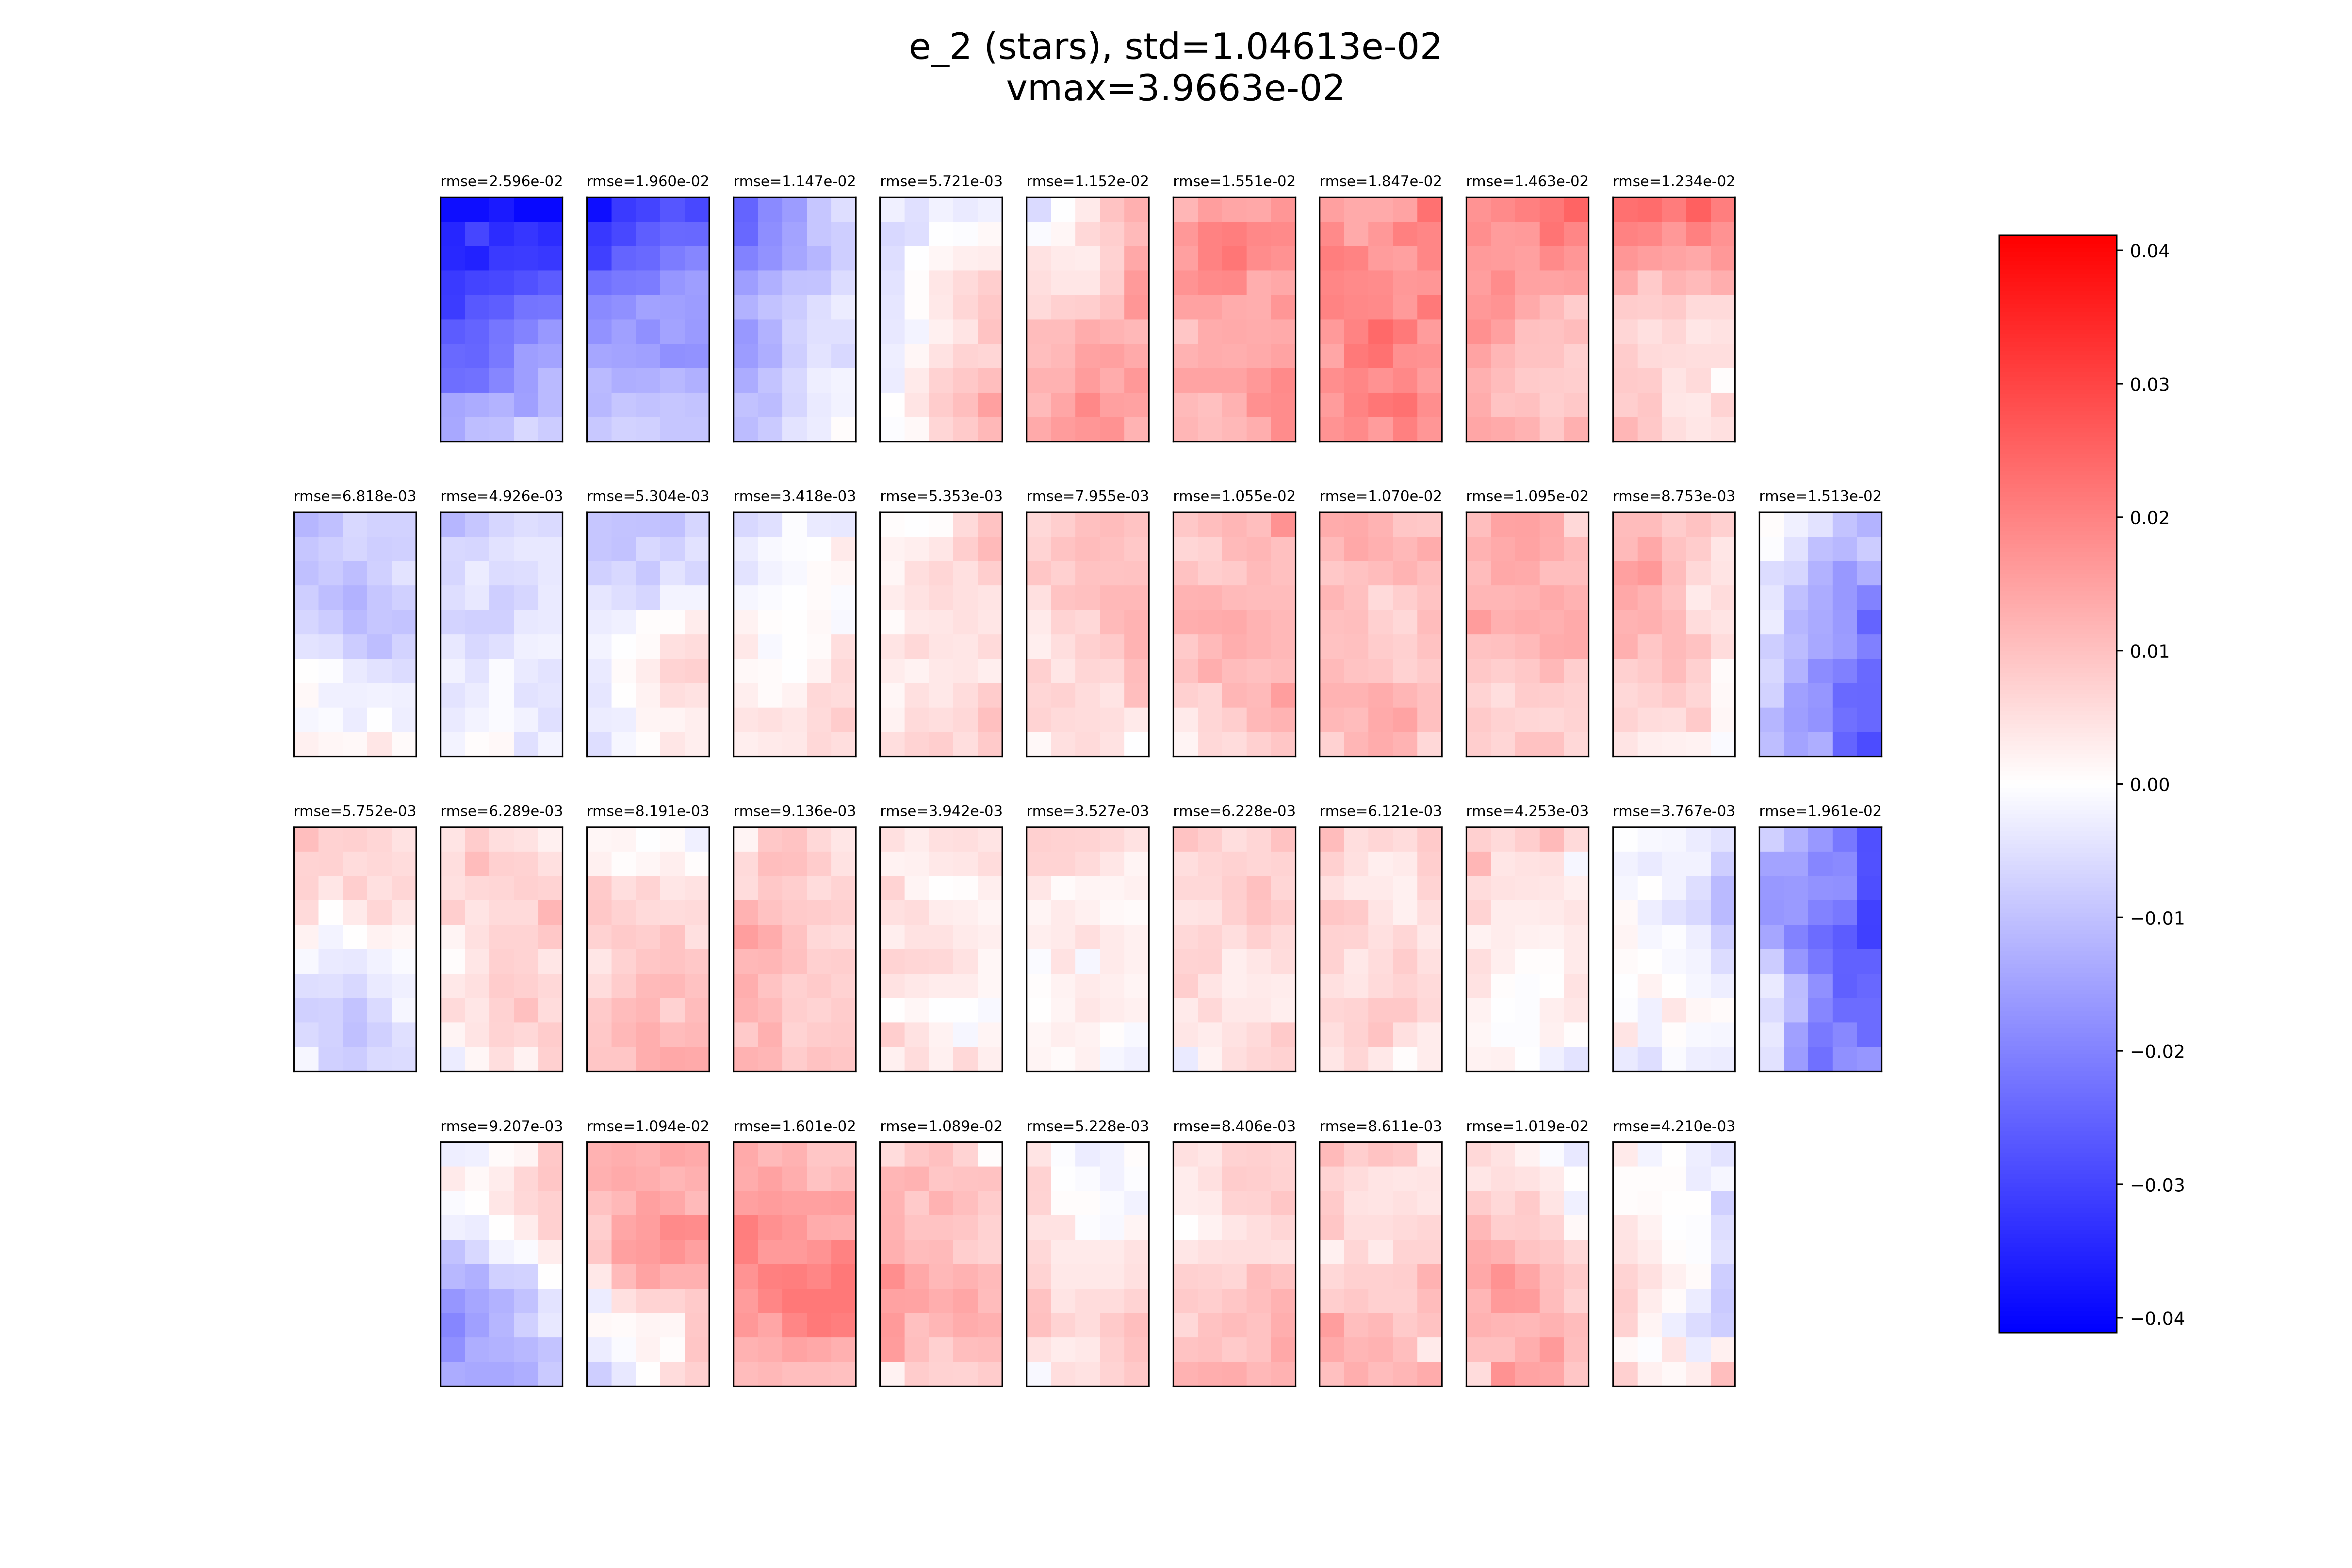 e_2 (stars), std=1.04613e-02
vmax=3.9663e-02
rmse=2.596e-02 rmse=1.960e-02 rmse=1.147e-02 rmse=5.721e-03 rmse=1.152e-02 rmse=1.551e-02 rmse=1.847e-02 rmse=1.463e-02 rmse=1.234e-02
rmse=6.818e-03 rmse=4.926e-03 rmse=5.304e-03 rmse=3.418e-03 rmse=5.353e-03 rmse=7.955e-03 rmse=1.055e-02 rmse=1.070e-02 rmse=1.095e-02 rmse=8.753e-03 rmse=1.513e-02
rmse=5.752e-03 rmse=6.289e-03 rmse=8.191e-03 rmse=9.136e-03 rmse=3.942e-03 rmse=3.527e-03 rmse=6.228e-03 rmse=6.121e-03 rmse=4.253e-03 rmse=3.767e-03 rmse=1.961e-02
rmse=9.207e-03 rmse=1.094e-02 rmse=1.601e-02 rmse=1.089e-02 rmse=5.228e-03 rmse=8.406e-03 rmse=8.611e-03 rmse=1.019e-02 rmse=4.210e-03
0.04
0.03
0.02
0.01
0.00
−0.01
−0.02
−0.03
−0.04